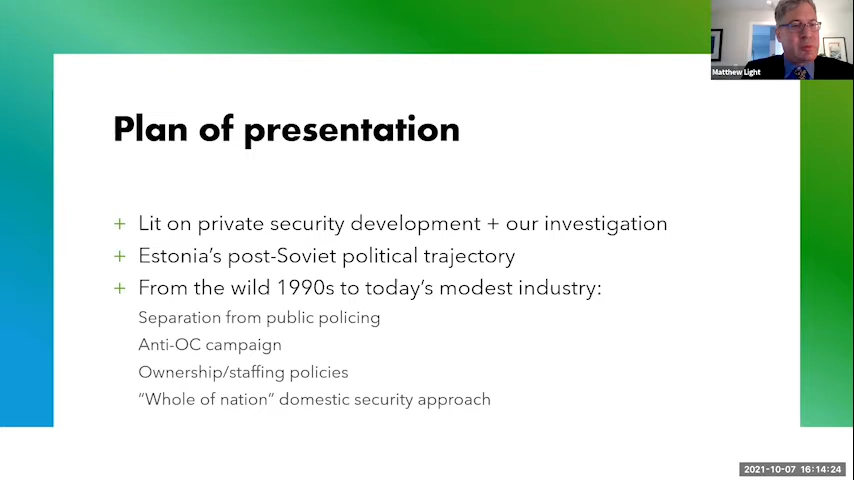 Matthew Light
Plan of presentation
+ Lit on private security development + our investigation
+ Estonia's post-Soviet political trajectory
+ From the wild 1990s to today's modest industry:
Separation from public policing
Anti-OC campaign
Ownership/staffing policies
"Whole of nation" domestic security approach
2021-10-07 16:14:24